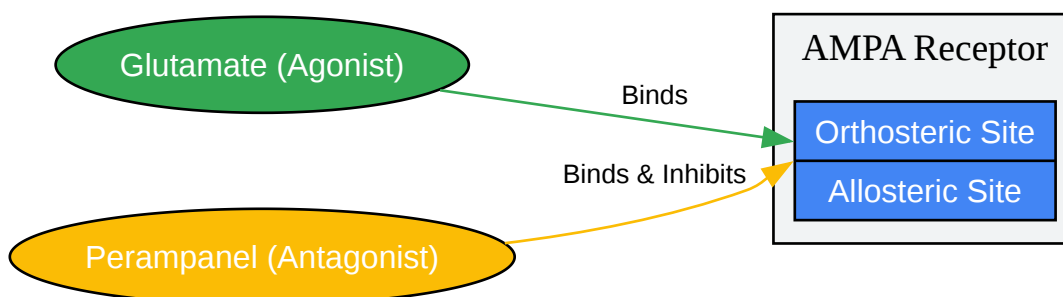 AMPA Receptor
Glutamate (Agonist)
Binds
Orthosteric Site
Binds & Inhibits
Allosteric Site
Perampanel (Antagonist)